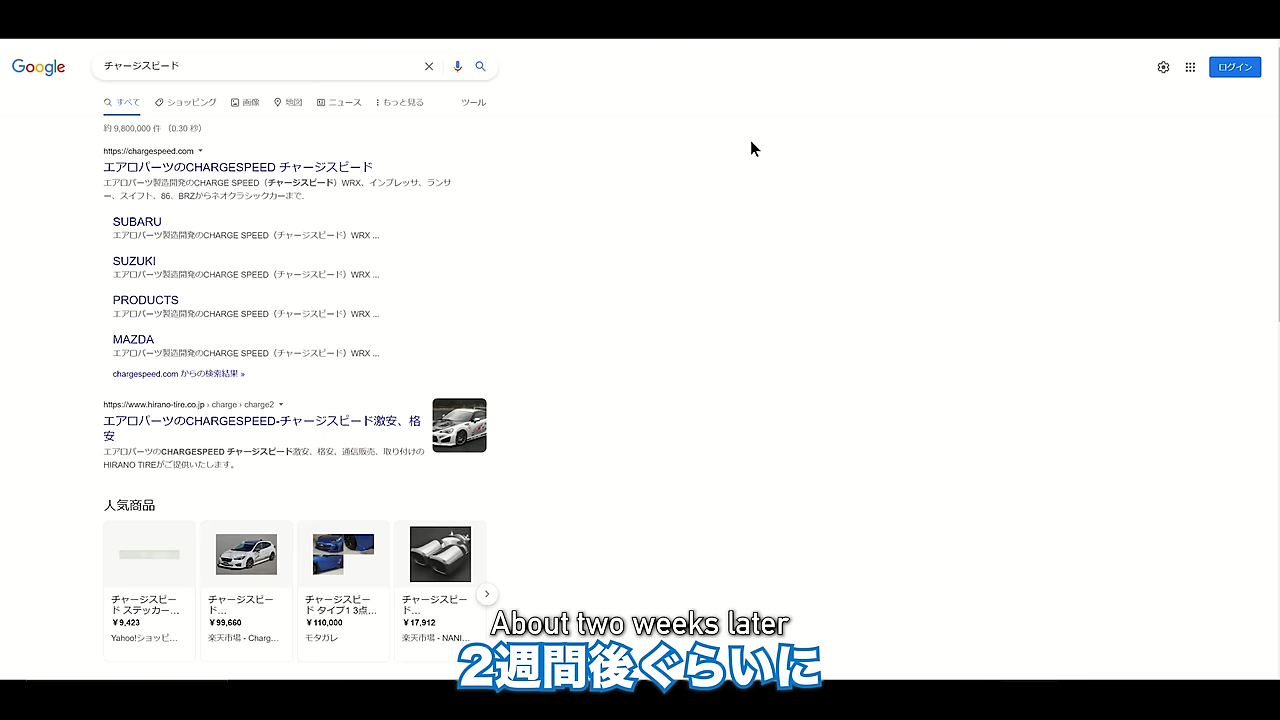 Google
チャージスピード
ログイン
すべて
ショッピング
画像
地図
ニュース
もっと見る
ツール
約 9,800,000 件 （0.30 秒）
https://chargespeed.com
エアロパーツのCHARGESPEED チャージスピード
エアロパーツ製造開発のCHARGE SPEED（チャージスピード）WRX、インプレッサ、ランサ
ー、スイフト、86、BRZからネオクラシックカーまで.
SUBARU
エアロパーツ製造開発のCHARGE SPEED（チャージスピード）WRX ...
SUZUKI
エアロパーツ製造開発のCHARGE SPEED（チャージスピード）WRX ...
PRODUCTS
エアロパーツ製造開発のCHARGE SPEED（チャージスピード）WRX ...
MAZDA
エアロパーツ製造開発のCHARGE SPEED（チャージスピード）WRX ...
chargespeed.com からの検索結果 »
https://www.hirano-tire.co.jp › charge › charge2
エアロパーツのCHARGESPEED-チャージスピード激安、格
安
エアロパーツのCHARGESPEED チャージスピード激安、格安、通信販売、取り付けの
HIRANO TIREがご提供いたします。
人気商品
チャージスピー
ド ステッカー...
¥9,423
Yahoo!ショッピ...
チャージスピー
ド...
¥99,660
楽天市場 - Charg...
チャージスピー
ド タイプ1 3点...
¥110,000
モタガレ
チャージスピー
ド...
¥17,912
楽天市場 - NANI...
About two weeks later
2週間後ぐらいに